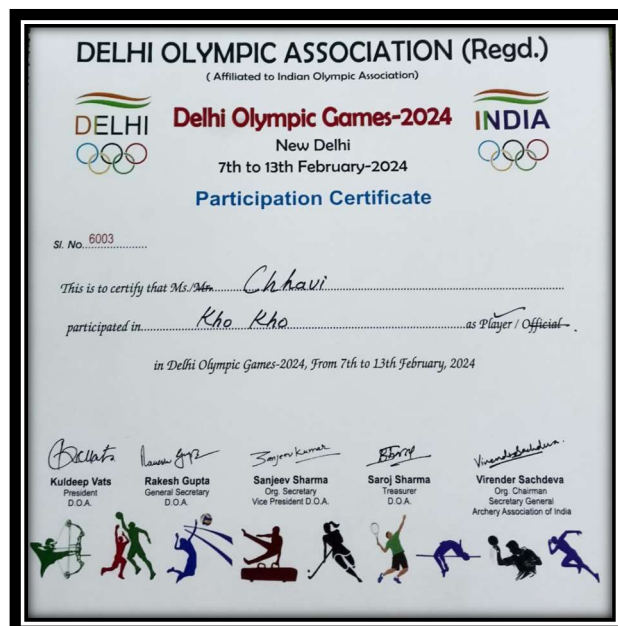 DELHI OLYMPIC ASSOCIATION (Regd.)
( Affiliated to Indian Olympic Association)
DELHI
Delhi Olympic Games-2024
INDIA
New Delhi
7th to 13th February-2024
Participation Certificate
Sl. No. 6003
This is to certify that Ms./Mr. Chhavi
participated in Kho Kho as Player / Official .
in Delhi Olympic Games-2024, From 7th to 13th February, 2024
Kuldeep Vats
President
D.O.A.
Rakesh Gupta
General Secretary
D.O.A.
Sanjeev Kumar
Sanjeev Sharma
Org. Secretary
Vice President D.O.A.
Saroj Sharma
Treasurer
D.O.A.
Virender Sachdeva
Org. Chairman
Secretary General
Archery Association of India